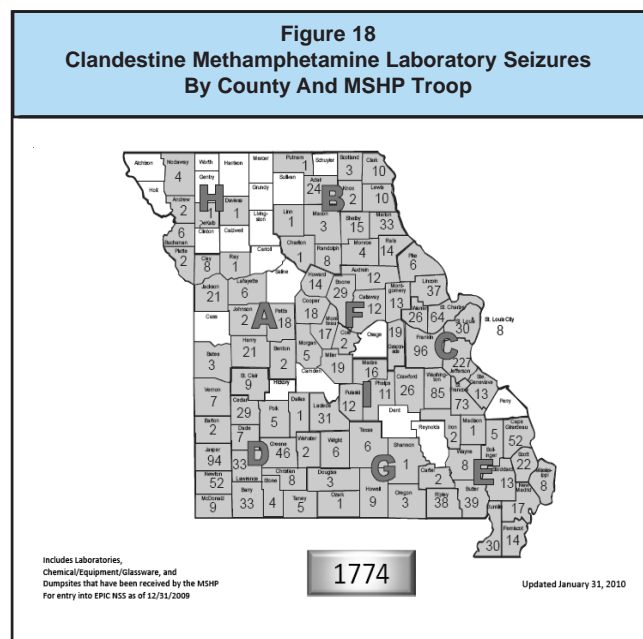 Figure 18
Clandestine Methamphetamine Laboratory Seizures
By County And MSHP Troop
Atchison
Nodaway
4
Worth
Harrison
Mercer
Putnam
1
Schuyler
Scotland
3
Clark
10
Holt
Gentry
Grundy
Sullivan
Adair
24
Knox
2
Lewis
10
Andrew
2
H
B
DeKalb
1
Daviess
1
Livingston
Linn
1
Macon
3
Shelby
15
Marion
33
6
Buchanan
Clinton
Caldwell
Chariton
1
Randolph
8
Monroe
4
Ralls
14
Platte
2
Clay
8
Ray
1
Carroll
Pike
6
Jackson
21
Lafayette
6
Saline
Howard
14
Boone
29
Audrain
12
Lincoln
37
Johnson
2
A
Pettis
18
Cooper
18
F
Callaway
12
Montgomery
13
Warren
26
St. Charles
64
St. Louis
30
St. Louis City
8
Cass
Moniteau
17
Cole
2
Osage
19
Gasconade
Franklin
96
C
227
Jefferson
Bates
3
Henry
21
Benton
2
Morgan
5
Miller
19
Maries
16
Crawford
26
Washington
85
13
Genevieve
Vernon
7
St. Clair
9
Hickory
Camden
Pulaski
12
I
Phelps
11
73
Perry
Cedar
29
Polk
5
Dallas
1
Laclede
31
Dent
Iron
2
Madison
1
5
Cape
Girardeau
52
Barton
2
Dade
7
Greene
46
Webster
2
Wright
6
Texas
6
Shannon
1
Reynolds
Wayne
8
Bollinger
Scott
22
Jasper
94
33
Lawrence
D
G
E
Stoddard
13
Mississippi
8
Newton
52
Christian
8
Douglas
3
Carter
2
New
Madrid
17
McDonald
9
Barry
33
Stone
4
Taney
5
Ozark
1
Howell
9
Oregon
3
Ripley
38
Butler
39
Dunklin
30
Pemiscot
14
Includes Laboratories,
Chemical/Equipment/Glassware, and
Dumpsites that have been received by the MSHP
For entry into EPIC NSS as of 12/31/2009
1774
Updated January 31, 2010